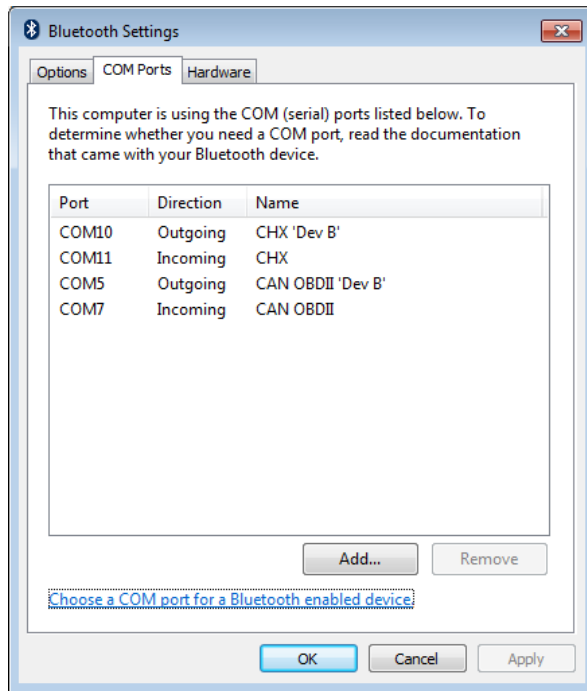 Bluetooth Settings
Options COM Ports Hardware
This computer is using the COM (serial) ports listed below. To
determine whether you need a COM port, read the documentation
that came with your Bluetooth device.
Port Direction Name
COM10 Outgoing CHX 'Dev B'
COM11 Incoming CHX
COM5 Outgoing CAN OBDII 'Dev B'
COM7 Incoming CAN OBDII
Add... Remove
Choose a COM port for a Bluetooth enabled device.
OK Cancel Apply